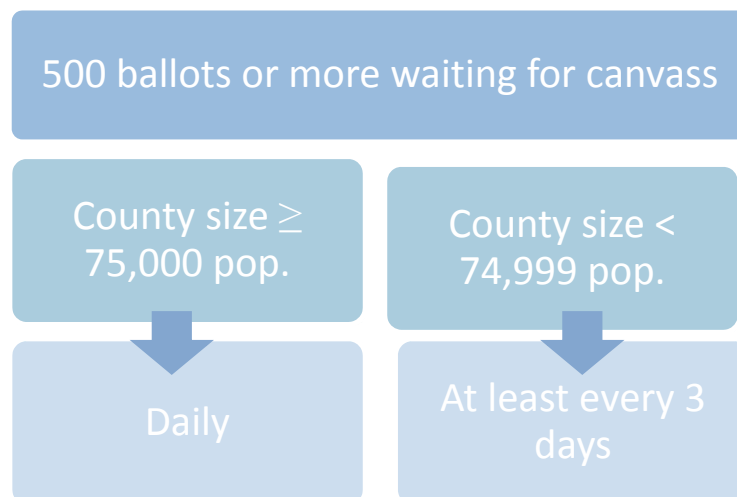 500 ballots or more waiting for canvass
County size ≥
75,000 pop.
County size <
74,999 pop.
Daily
At least every 3
days